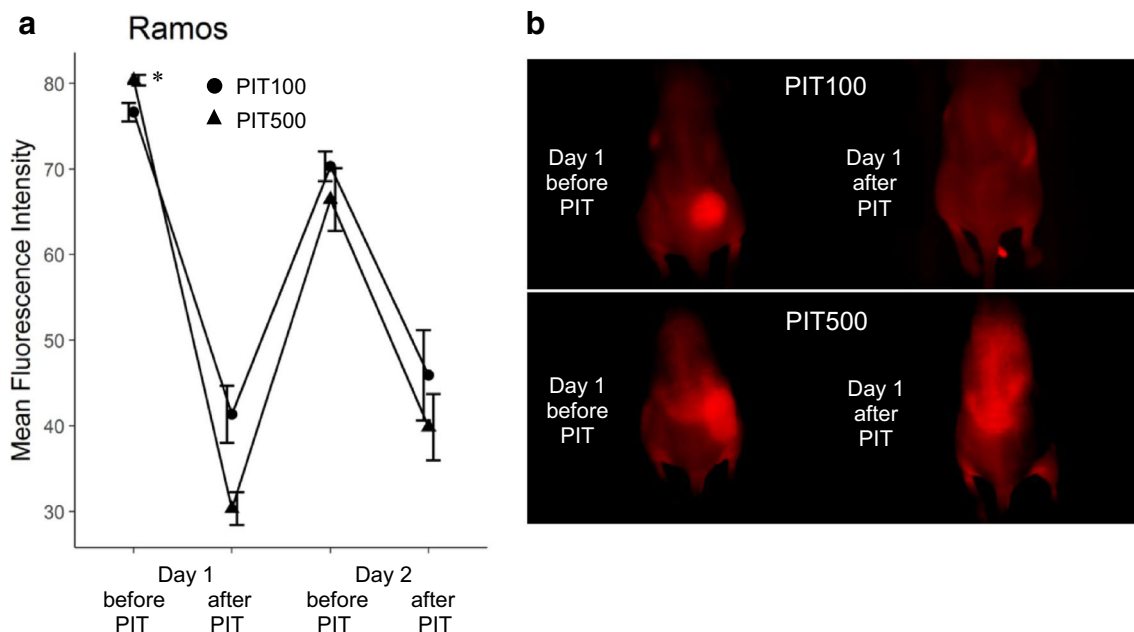 a
Ramos
*
PIT100
PIT500
Mean Fluorescence Intensity
80
70
60
50
40
30
Day 1
Day 2
before
PIT
after
PIT
before
PIT
after
PIT
b
PIT100
Day 1
before
PIT
Day 1
after
PIT
PIT500
Day 1
before
PIT
Day 1
after
PIT